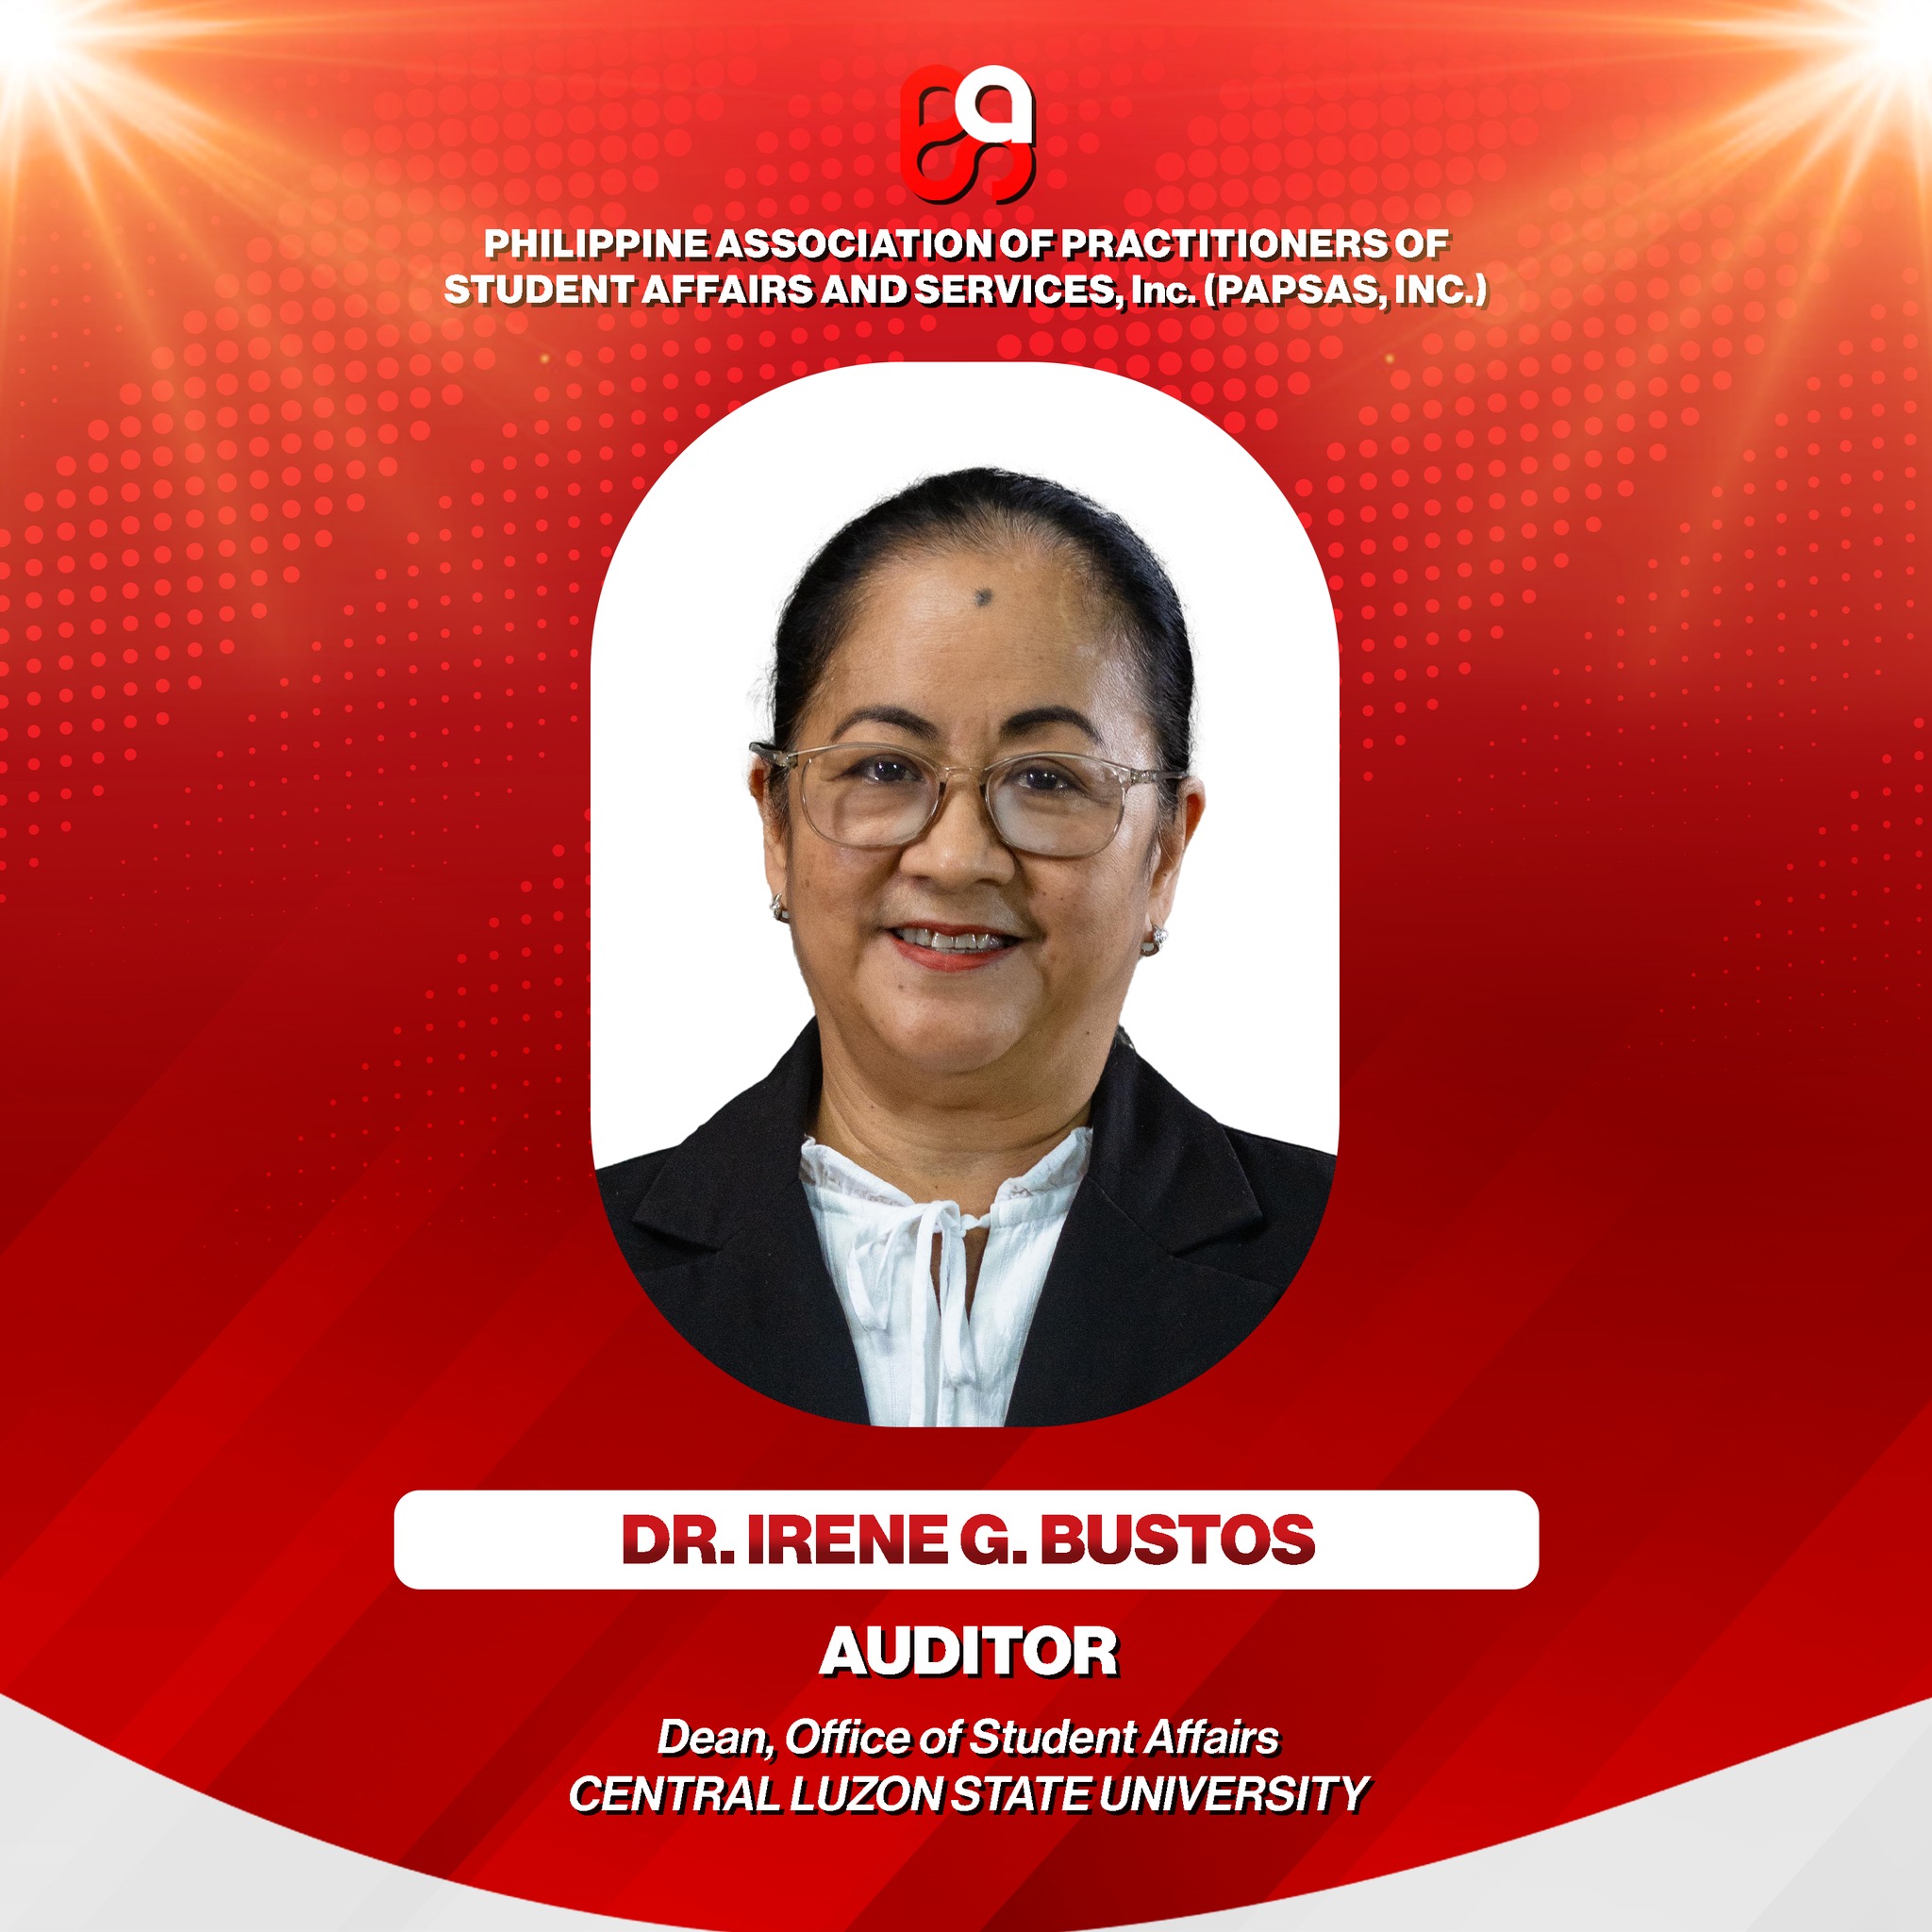 PHILIPPINE ASSOCIATION OF PRACTITIONERS OF
STUDENT AFFAIRS AND SERVICES, Inc. (PAPSAS, INC.)
DR. IRENE G. BUSTOS
AUDITOR
Dean, Office of Student Affairs
CENTRAL LUZON STATE UNIVERSITY